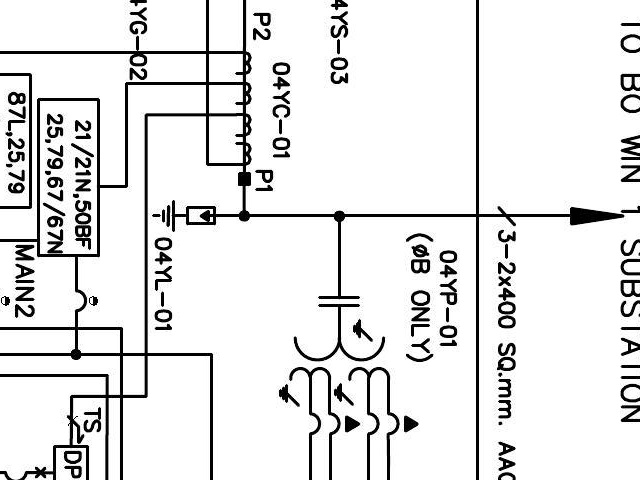 TO BO WIN 1 SUBSTATION
3-2x400 SQ.mm. AAC
04YP-01
(ØB ONLY)
04YS-03
P2
04YC-01
P1
04YL-01
04YG-02
21/21N,50BF
25,79,67/67N
87L,25,79
MAIN2
TS
DP